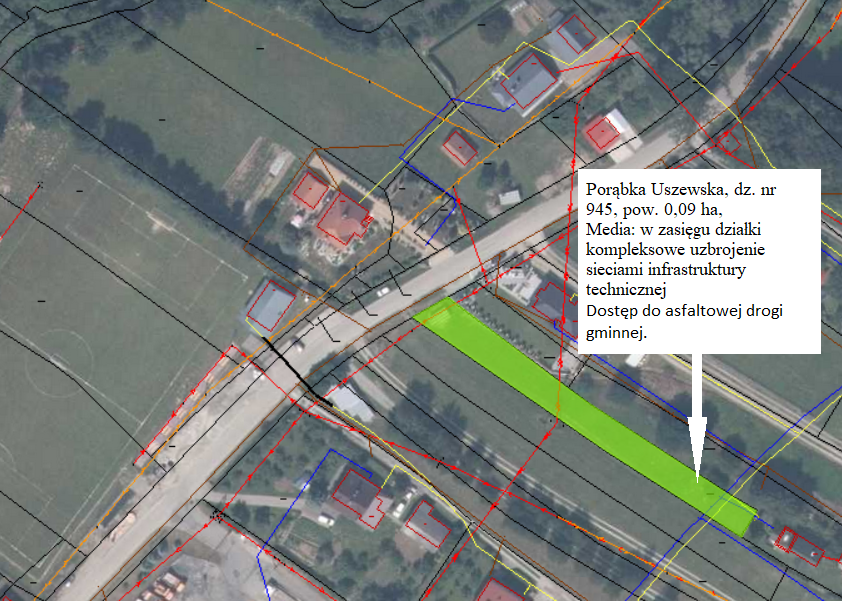 Porąbka Uszewska, dz. nr
945, pow. 0,09 ha,
Media: w zasięgu działki
kompleksowe uzbrojenie
sieciami infrastruktury
technicznej
Dostęp do asfaltowej drogi
gminnej.